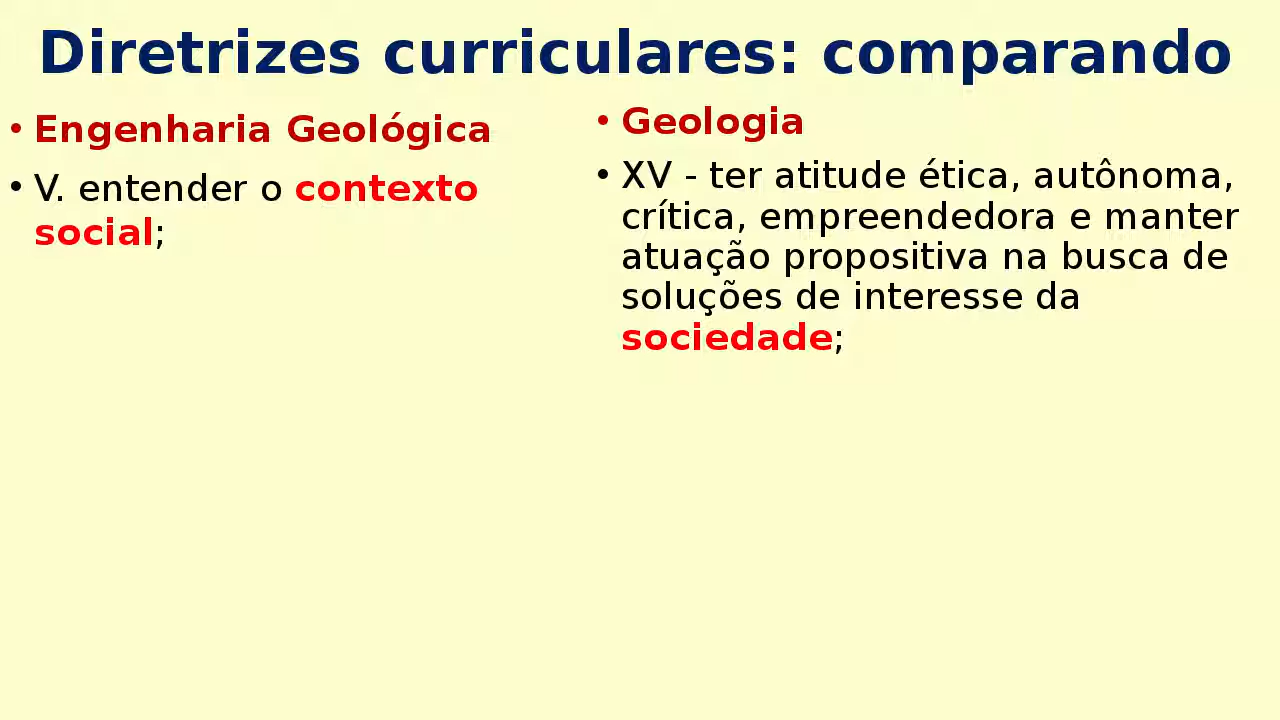 Diretrizes curriculares: comparando
• Engenharia Geológica
• V. entender o contexto
social;
• Geologia
• XV - ter atitude ética, autônoma,
crítica, empreendedora e manter
atuação propositiva na busca de
soluções de interesse da
sociedade;